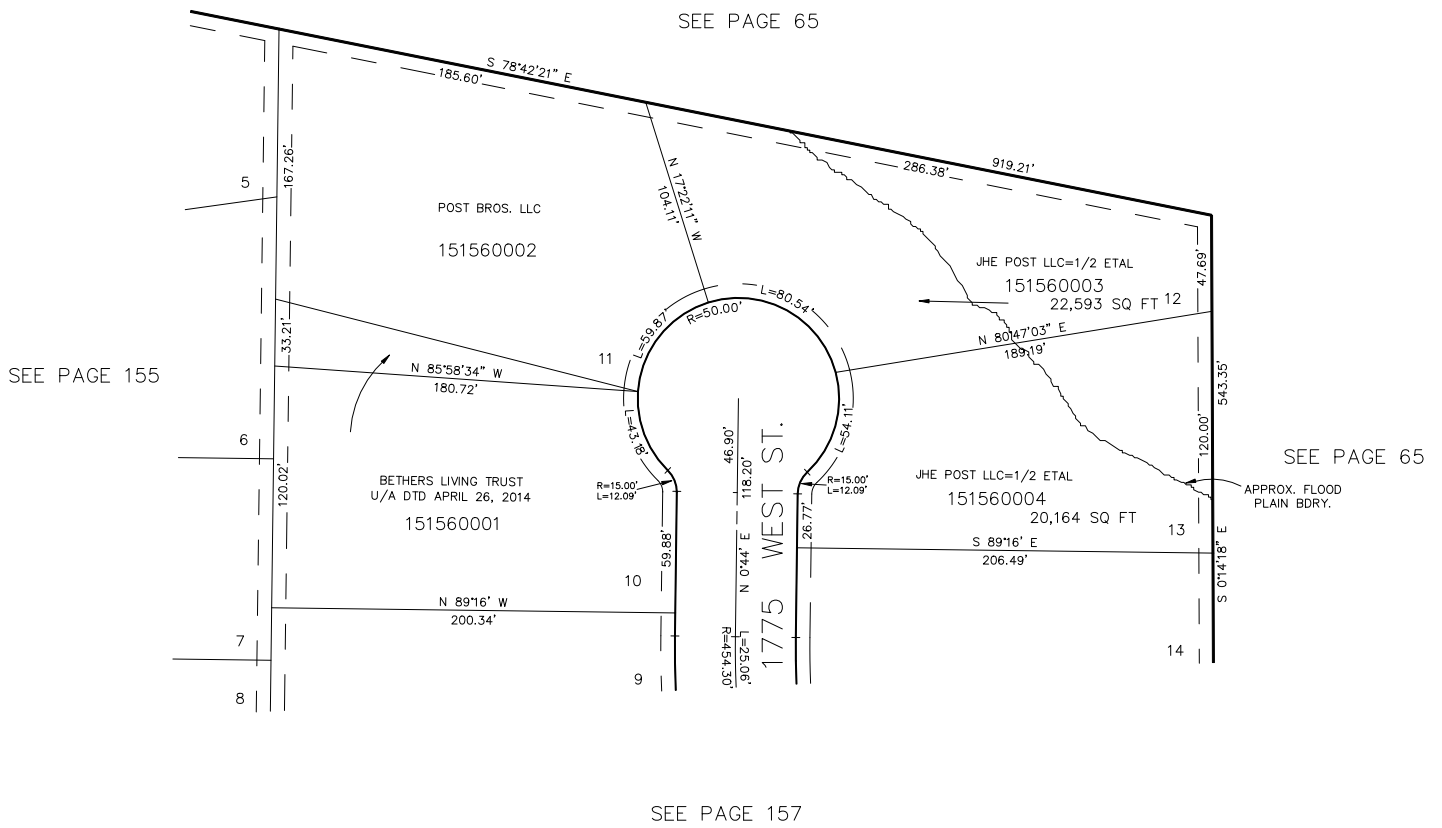 SEE PAGE 65
S 78°42'21" E
185.60'
919.21'
286.38'
5
167.26'
POST BROS. LLC
151560002
N 17°22'11" W
104.11'
JHE POST LLC=1/2 ETAL
151560003
22,593 SQ FT
12
47.69'
L=80.54'
L=59.87'
R=50.00'
33.21'
11
N 80°47'03" E
189.19'
N 85°58'34" W
180.72'
SEE PAGE 155
543.35'
L=43.18'
L=54.11'
6
46.90'
118.20'
120.00'
SEE PAGE 65
120.02'
BETHERS LIVING TRUST
U/A DTD APRIL 26, 2014
151560001
R=15.00'
L=12.09'
R=15.00'
L=12.09'
JHE POST LLC=1/2 ETAL
151560004
20,164 SQ FT
13
APPROX. FLOOD
PLAIN BDRY.
26.77'
59.88'
N 0°44' E
1775 WEST ST.
S 89°16' E
206.49'
S 0°14'18" E
10
N 89°16' W
200.34'
7
L=25.06'
R=454.30'
14
9
8
SEE PAGE 157